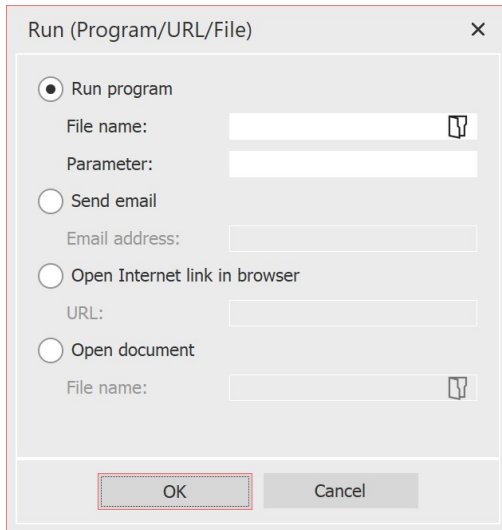 Run (Program/URL/File)
Run program
File name:
Parameter:
Send email
Email address:
Open Internet link in browser
URL:
Open document
File name:
OK Cancel